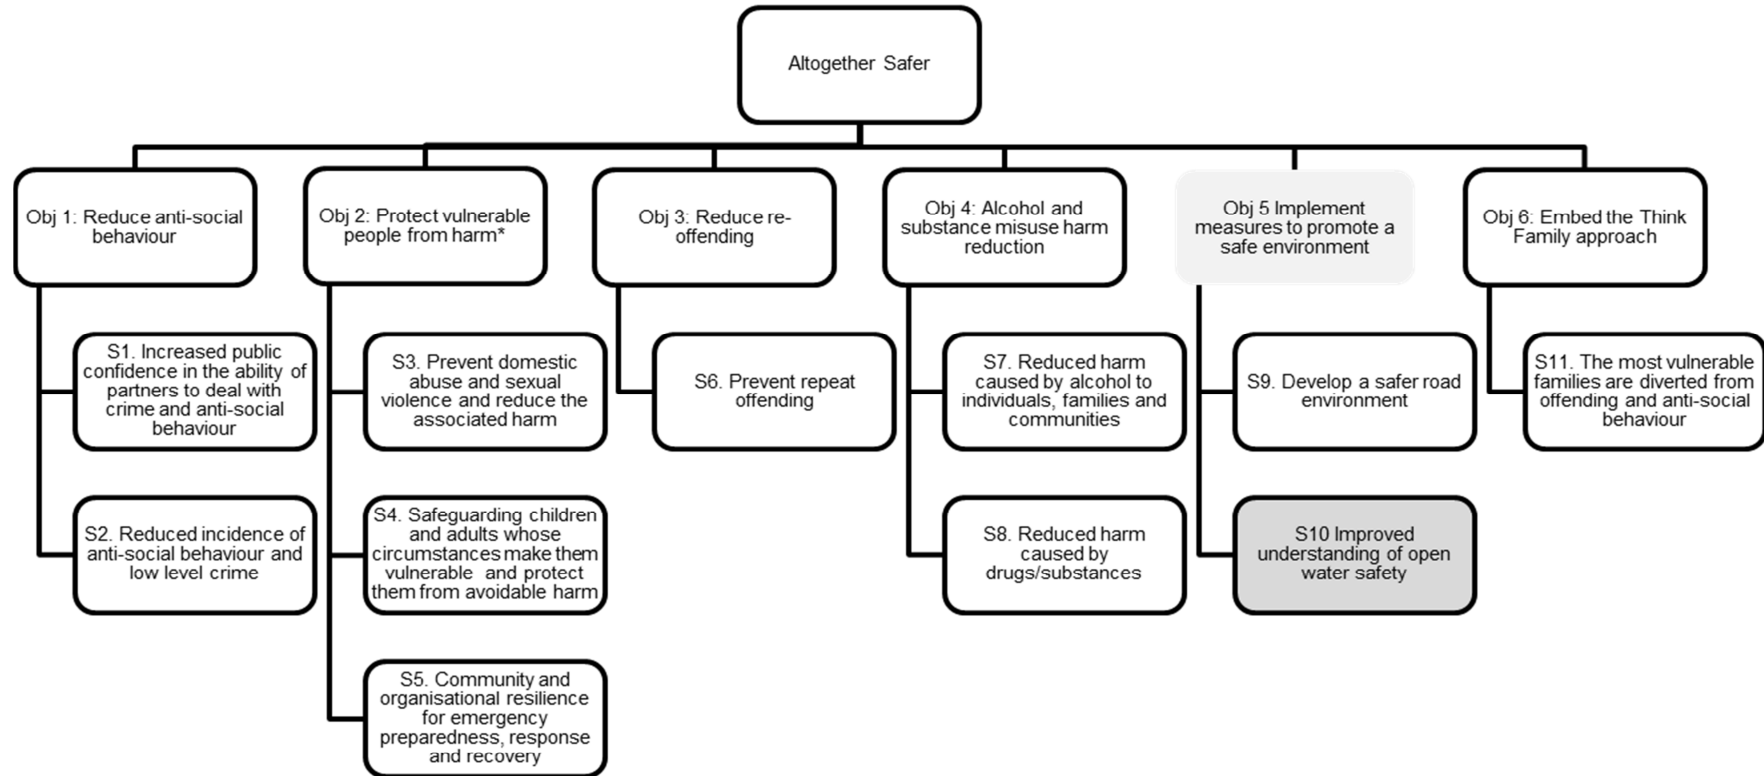 Altogether Safer
Obj 1: Reduce anti-social
behaviour
Obj 2: Protect vulnerable
people from harm*
Obj 3: Reduce re-
offending
Obj 4: Alcohol and
substance misuse harm
reduction
Obj 5 Implement
measures to promote a
safe environment
Obj 6: Embed the Think
Family approach
S1. Increased public
confidence in the ability of
partners to deal with
crime and anti-social
behaviour
S3. Prevent domestic
abuse and sexual
violence and reduce the
associated harm
S6. Prevent repeat
offending
S7. Reduced harm
caused by alcohol to
individuals, families and
communities
S9. Develop a safer road
environment
S11. The most vulnerable
families are diverted from
offending and anti-social
behaviour
S2. Reduced incidence of
anti-social behaviour and
low level crime
S4. Safeguarding children
and adults whose
circumstances make them
vulnerable and protect
them from avoidable harm
S8. Reduced harm
caused by
drugs/substances
S10 Improved
understanding of open
water safety
S5. Community and
organisational resilience
for emergency
preparedness, response
and recovery